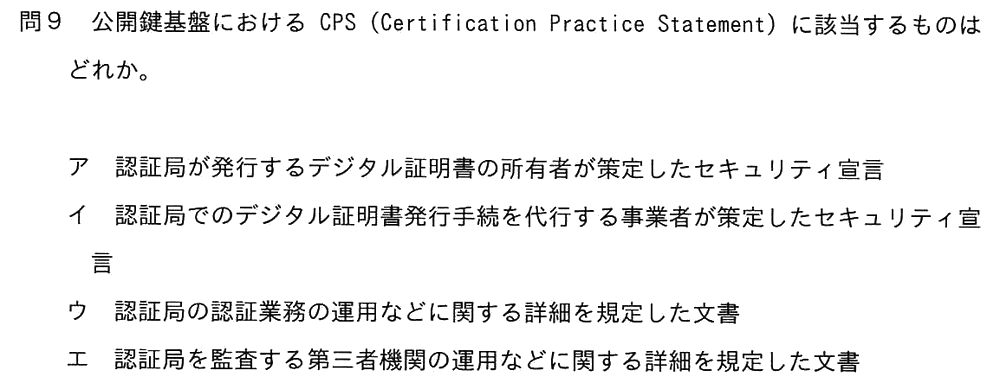 問９　公開鍵基盤における CPS（Certification Practice Statement）に該当するものは
どれか。
ア　認証局が発行するデジタル証明書の所有者が策定したセキュリティ宣言
イ　認証局でのデジタル証明書発行手続を代行する事業者が策定したセキュリティ宣
言
ウ　認証局の認証業務の運用などに関する詳細を規定した文書
エ　認証局を監査する第三者機関の運用などに関する詳細を規定した文書